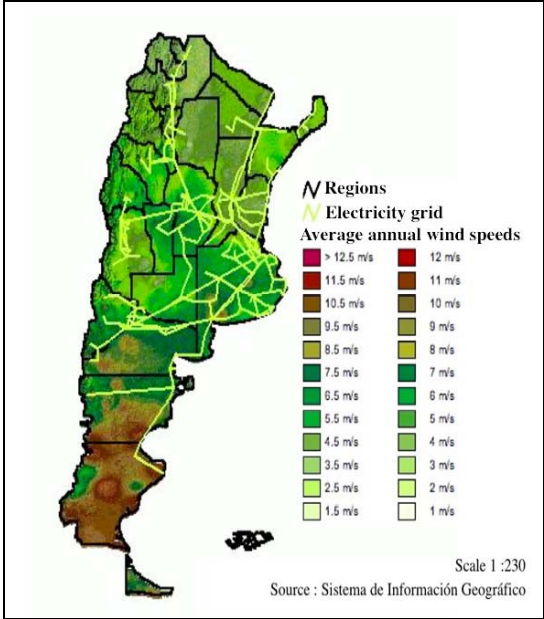 Regions
Electricity grid
Average annual wind speeds
> 12.5 m/s 12 m/s
11.5 m/s 11 m/s
10.5 m/s 10 m/s
9.5 m/s 9 m/s
8.5 m/s 8 m/s
7.5 m/s 7 m/s
6.5 m/s 6 m/s
5.5 m/s 5 m/s
4.5 m/s 4 m/s
3.5 m/s 3 m/s
2.5 m/s 2 m/s
1.5 m/s 1 m/s
Scale 1 :230
Source : Sistema de Información Geográfico